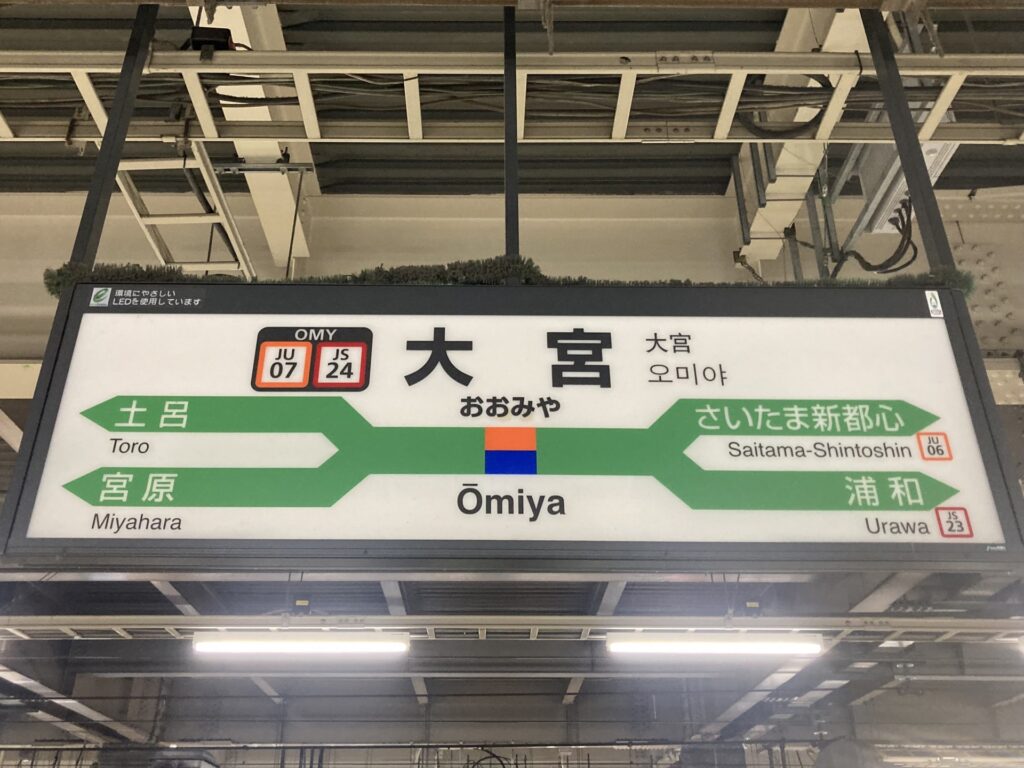 環境にやさしい
LEDを使用しています
OMY
JU
07
JS
24
大宮
大宮
오미야
おおみや
Ōmiya
土呂
Toro
宮原
Miyahara
さいたま新都心
Saitama-Shintoshin
JU
06
浦和
Urawa
JS
23